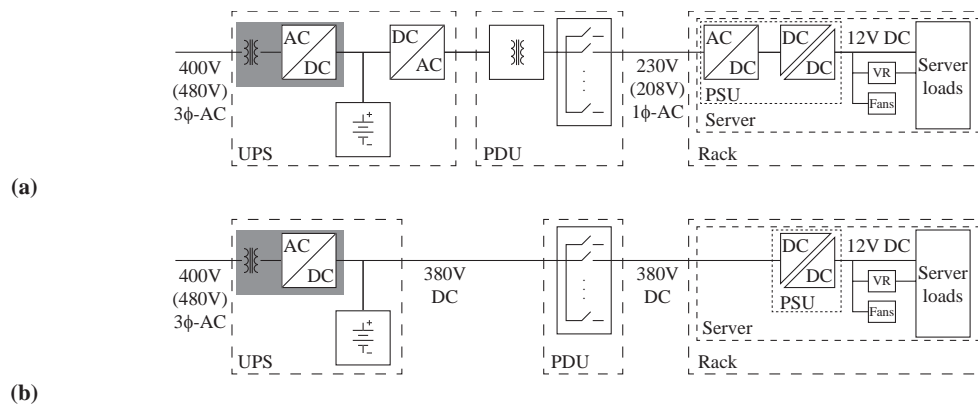 AC
DC
DC
AC
AC
DC
DC
DC
12V DC
400V
(480V)
3ϕ-AC
230V
(208V)
1ϕ-AC
PSU
VR
Fans
Server
loads
+
−
Server
UPS
PDU
Rack
(a)
AC
DC
DC
DC
12V DC
400V
(480V)
3ϕ-AC
380V
DC
380V
DC
PSU
VR
Fans
Server
loads
+
−
Server
UPS
PDU
Rack
(b)